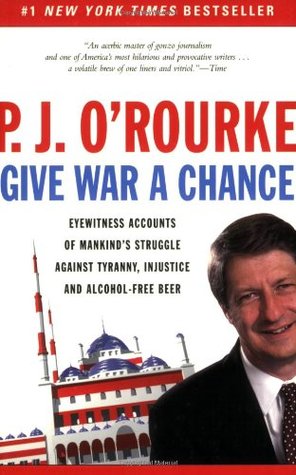 #1 NEW YORK TIMES BESTSELLER
"An acerbic master of gonzo journalism
and one of America's most hilarious and provocative writers . . .
a volatile brew of one liners and vitriol."—Time
P. J. O'ROURKE
GIVE WAR A CHANCE
EYEWITNESS ACCOUNTS
OF MANKIND'S STRUGGLE
AGAINST TYRANNY, INJUSTICE
AND ALCOHOL-FREE BEER